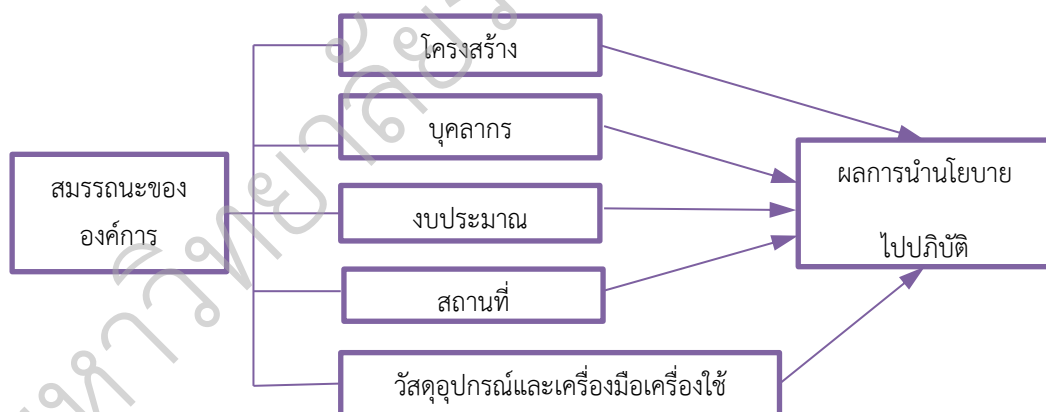 โครงสร้าง
บุคลากร
สมรรถนะของ
องค์การ
งบประมาณ
สถานที่
วัสดุอุปกรณ์และเครื่องมือเครื่องใช้
ผลการนำนโยบาย
ไปปฏิบัติ